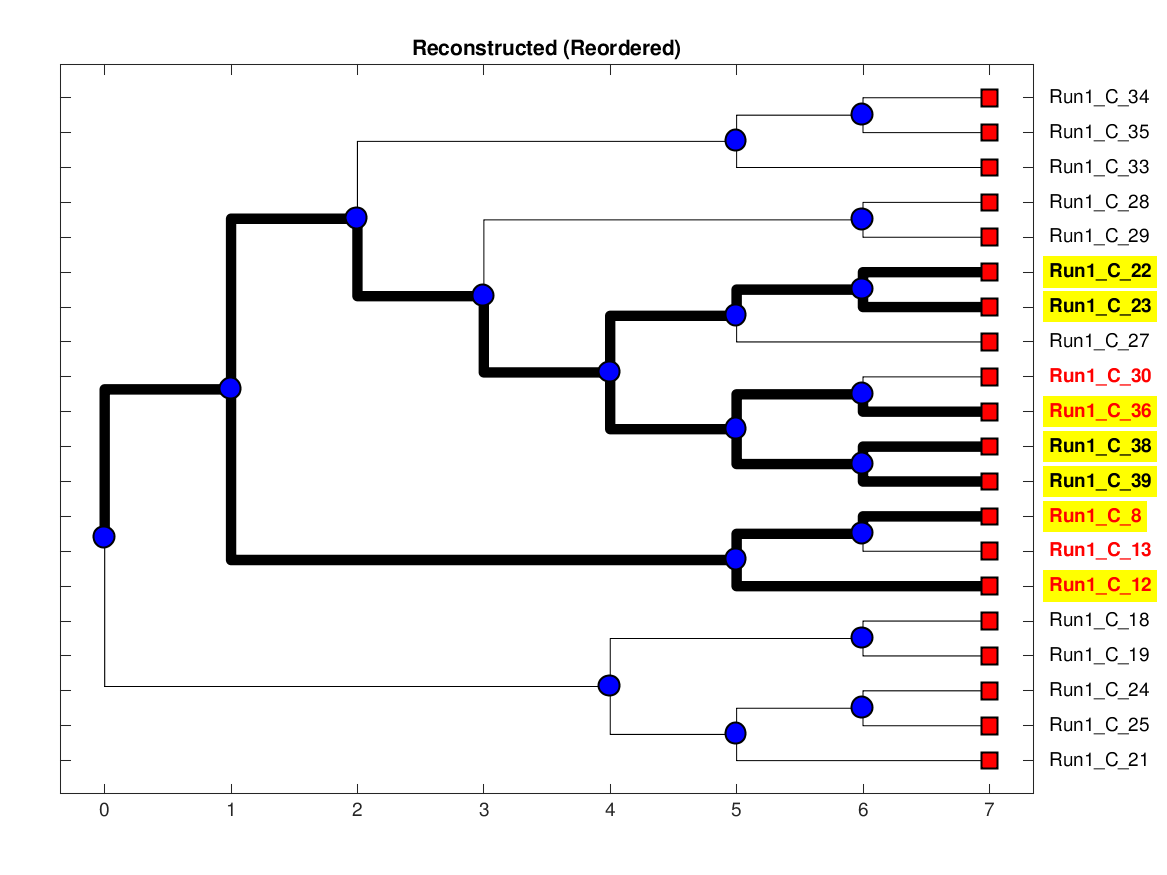 Reconstructed (Reordered)
Run1_C_34
Run1_C_35
Run1_C_33
Run1_C_28
Run1_C_29
Run1_C_22
Run1_C_23
Run1_C_27
Run1_C_30
Run1_C_36
Run1_C_38
Run1_C_39
Run1_C_8
Run1_C_13
Run1_C_12
Run1_C_18
Run1_C_19
Run1_C_24
Run1_C_25
Run1_C_21
0 1 2 3 4 5 6 7